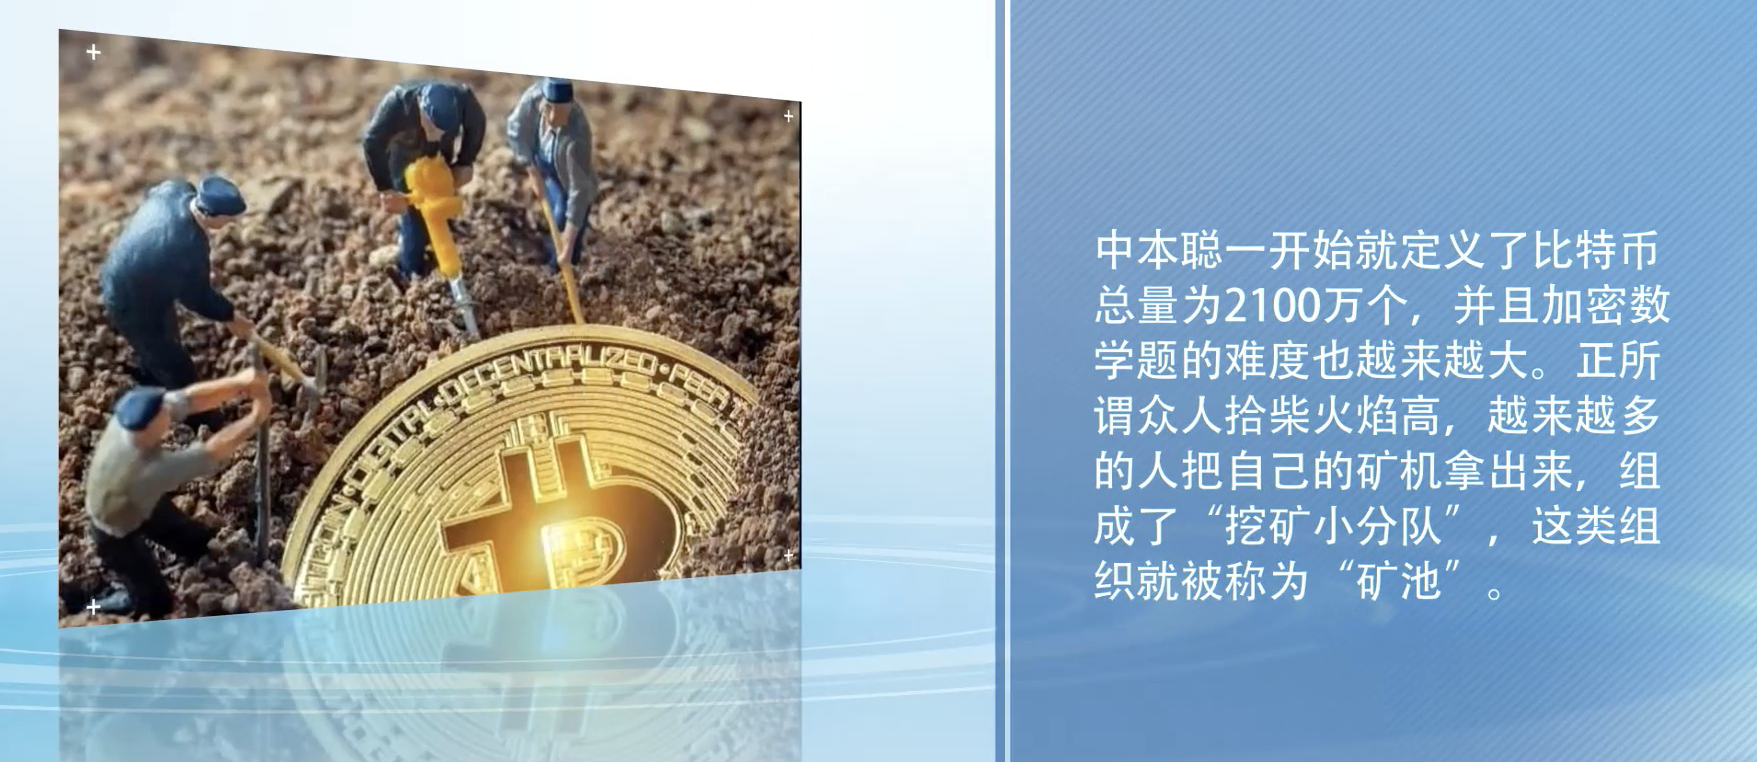 DIGITAL•DECENTRALIZED•PEER T
中本聪一开始就定义了比特币
总量为2100万个，并且加密数
学题的难度也越来越大。正所
谓众人拾柴火焰高，越来越多
的人把自己的矿机拿出来，组
成了“挖矿小分队”，这类组
织就被称为“矿池”。